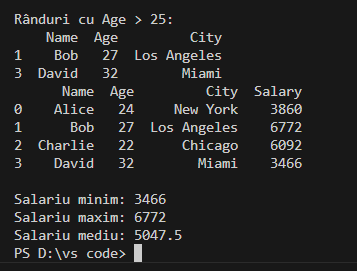 Rânduri cu Age > 25:
    Name  Age         City
1    Bob   27  Los Angeles
3  David   32        Miami
      Name  Age         City  Salary
0    Alice   24     New York    3860
1      Bob   27  Los Angeles    6772
2  Charlie   22      Chicago    6092
3    David   32        Miami    3466

Salariu minim: 3466
Salariu maxim: 6772
Salariu mediu: 5047.5
PS D:\vs code>